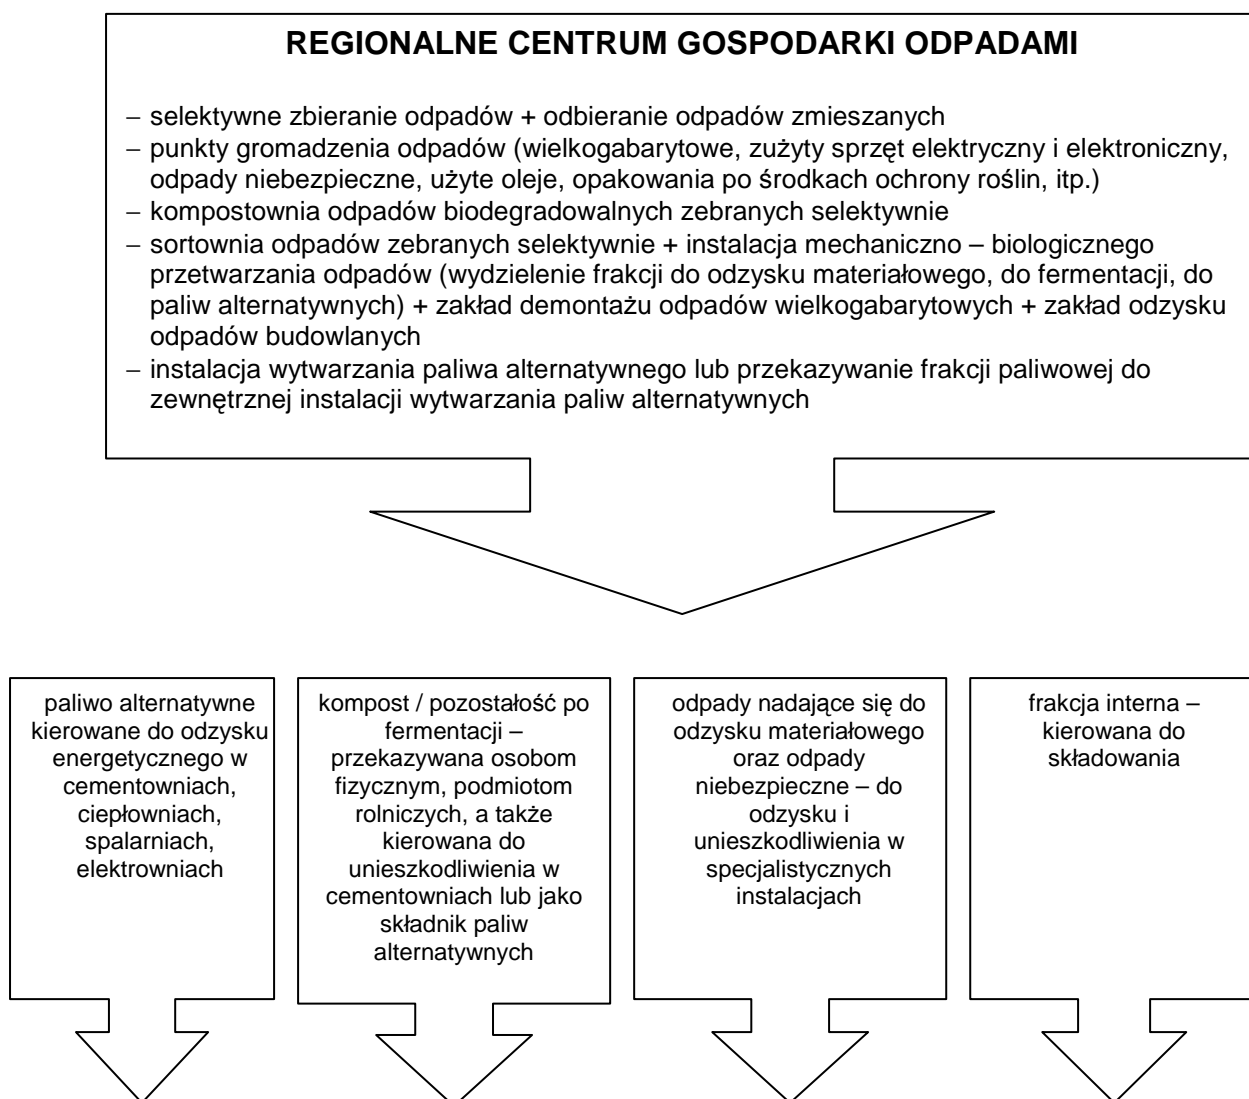 REGIONALNE CENTRUM GOSPODARKI ODPADAMI
– selektywne zbieranie odpadów + odbieranie odpadów zmieszanych
– punkty gromadzenia odpadów (wielkogabarytowe, zużyty sprzęt elektryczny i elektroniczny,
odpady niebezpieczne, użyte oleje, opakowania po środkach ochrony roślin, itp.)
– kompostownia odpadów biodegradowalnych zebranych selektywnie
– sortownia odpadów zebranych selektywnie + instalacja mechaniczno – biologicznego
przetwarzania odpadów (wydzielenie frakcji do odzysku materiałowego, do fermentacji, do
paliw alternatywnych) + zakład demontażu odpadów wielkogabarytowych + zakład odzysku
odpadów budowlanych
– instalacja wytwarzania paliwa alternatywnego lub przekazywanie frakcji paliwowej do
zewnętrznej instalacji wytwarzania paliw alternatywnych
paliwo alternatywne
kierowane do odzysku
energetycznego w
cementowniach,
ciepłowniach,
spalarniach,
elektrowniach
kompost / pozostałość po
fermentacji –
przekazywana osobom
fizycznym, podmiotom
rolniczych, a także
kierowana do
unieszkodliwienia w
cementowniach lub jako
składnik paliw
alternatywnych
odpady nadające się do
odzysku materiałowego
oraz odpady
niebezpieczne – do
odzysku i
unieszkodliwienia w
specjalistycznych
instalacjach
frakcja interna –
kierowana do
składowania